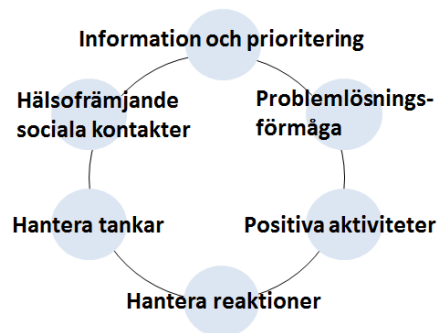 Information och prioritering
Problemlösnings-
förmåga
Positiva aktiviteter
Hantera reaktioner
Hantera tankar
Hälsofrämjande
sociala kontakter